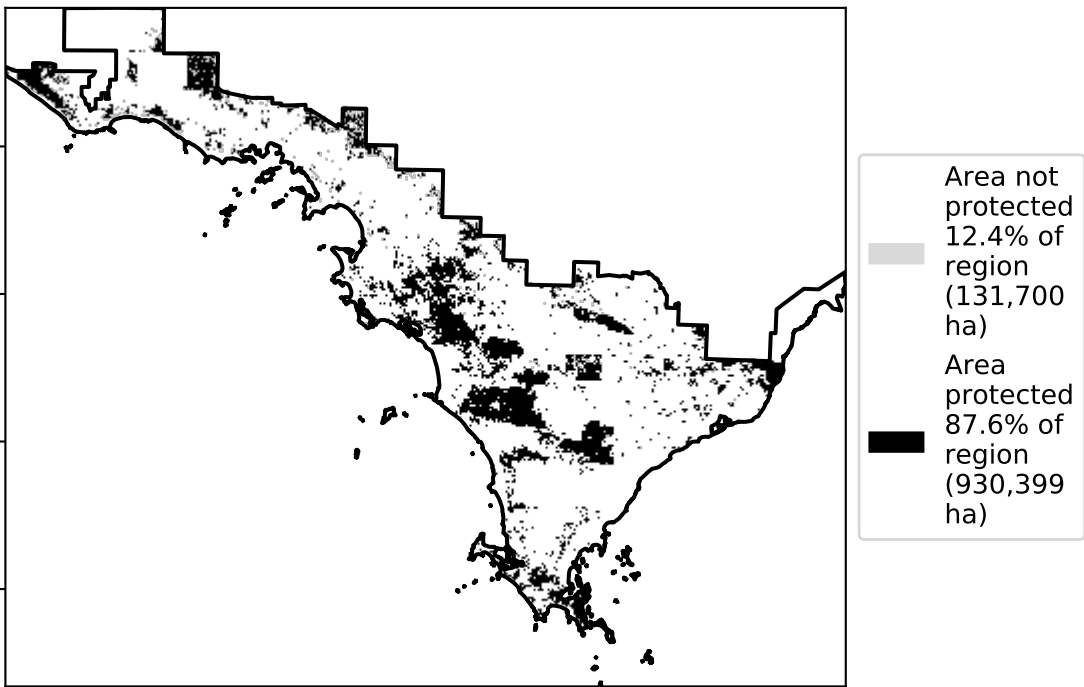 Area not
protected
12.4% of
region
(131,700
ha)
Area
protected
87.6% of
region
(930,399
ha)